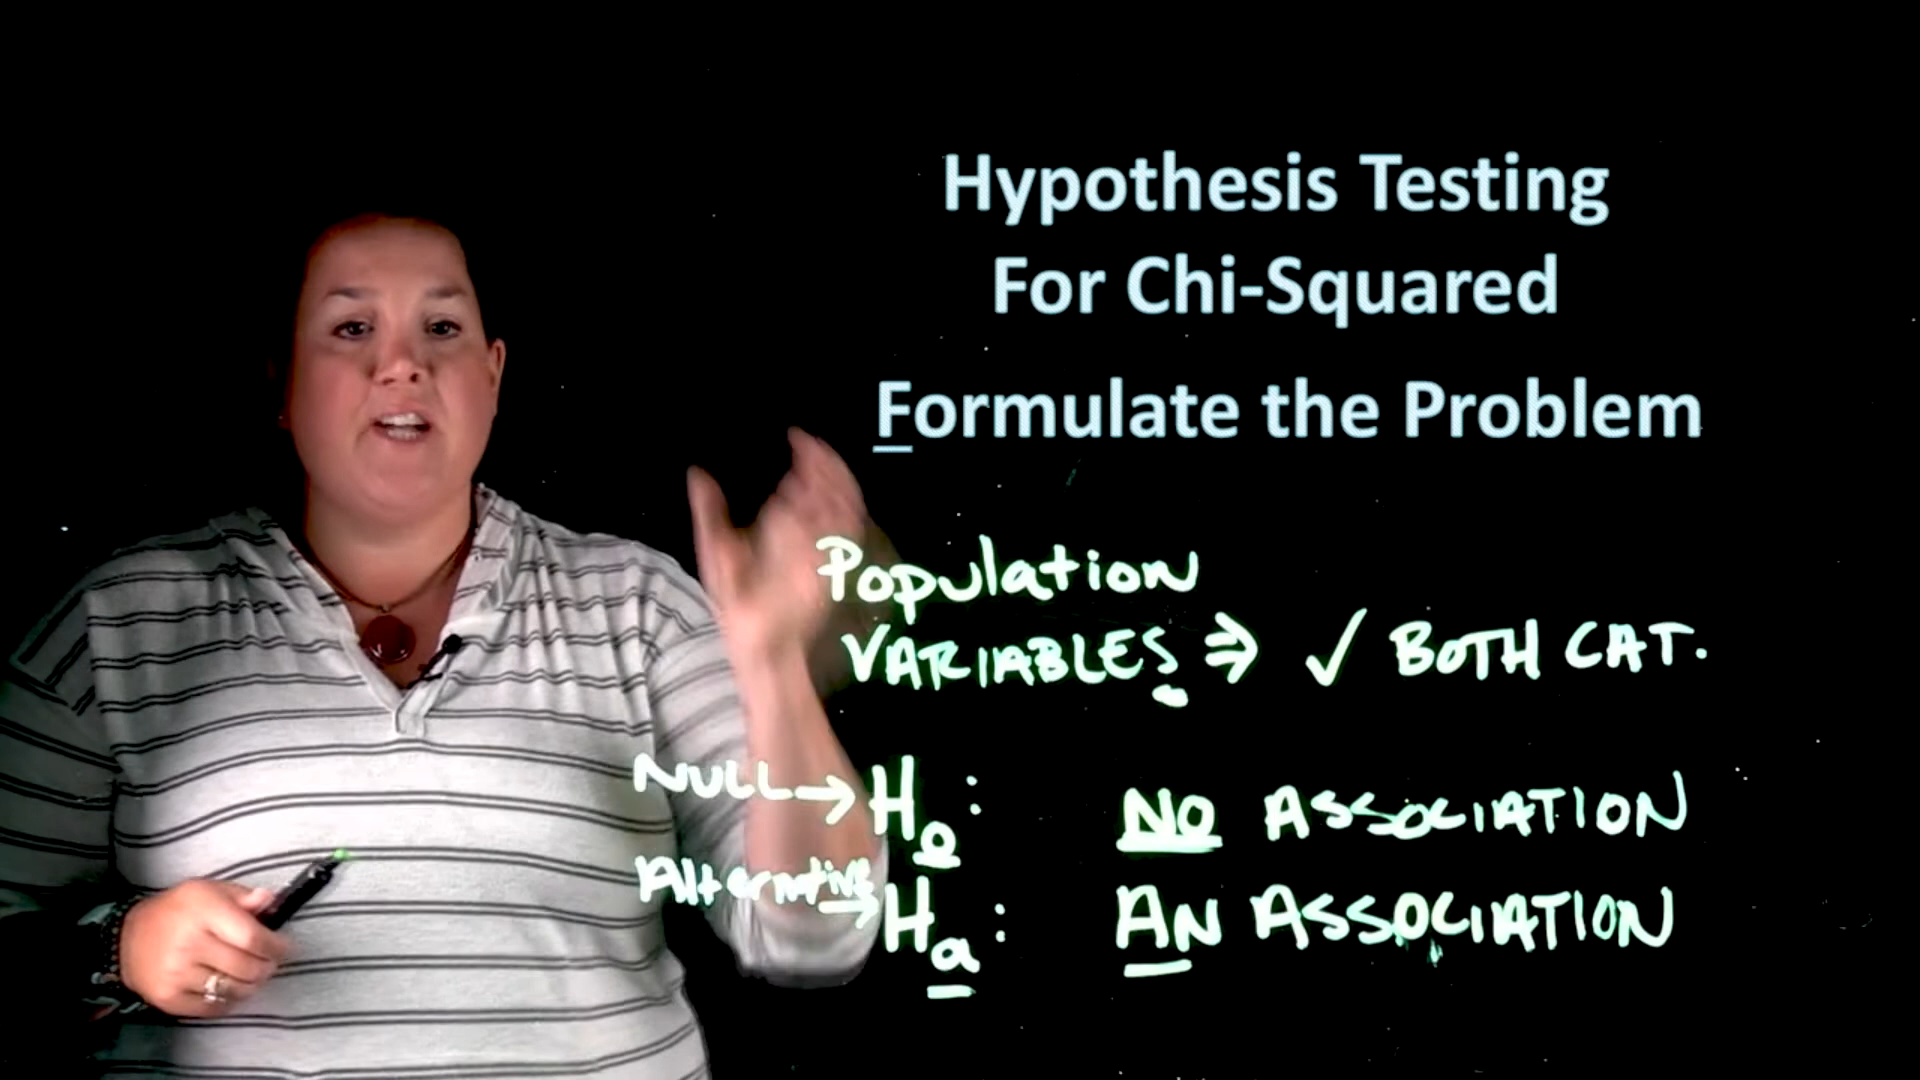 Hypothesis Testing
For Chi-Squared
Formulate the Problem
Population
VARIABLES ⇒ ✓ BOTH CAT.
NULL → H₀: NO ASSOCIATION
Alternative → Hₐ: AN ASSOCIATION